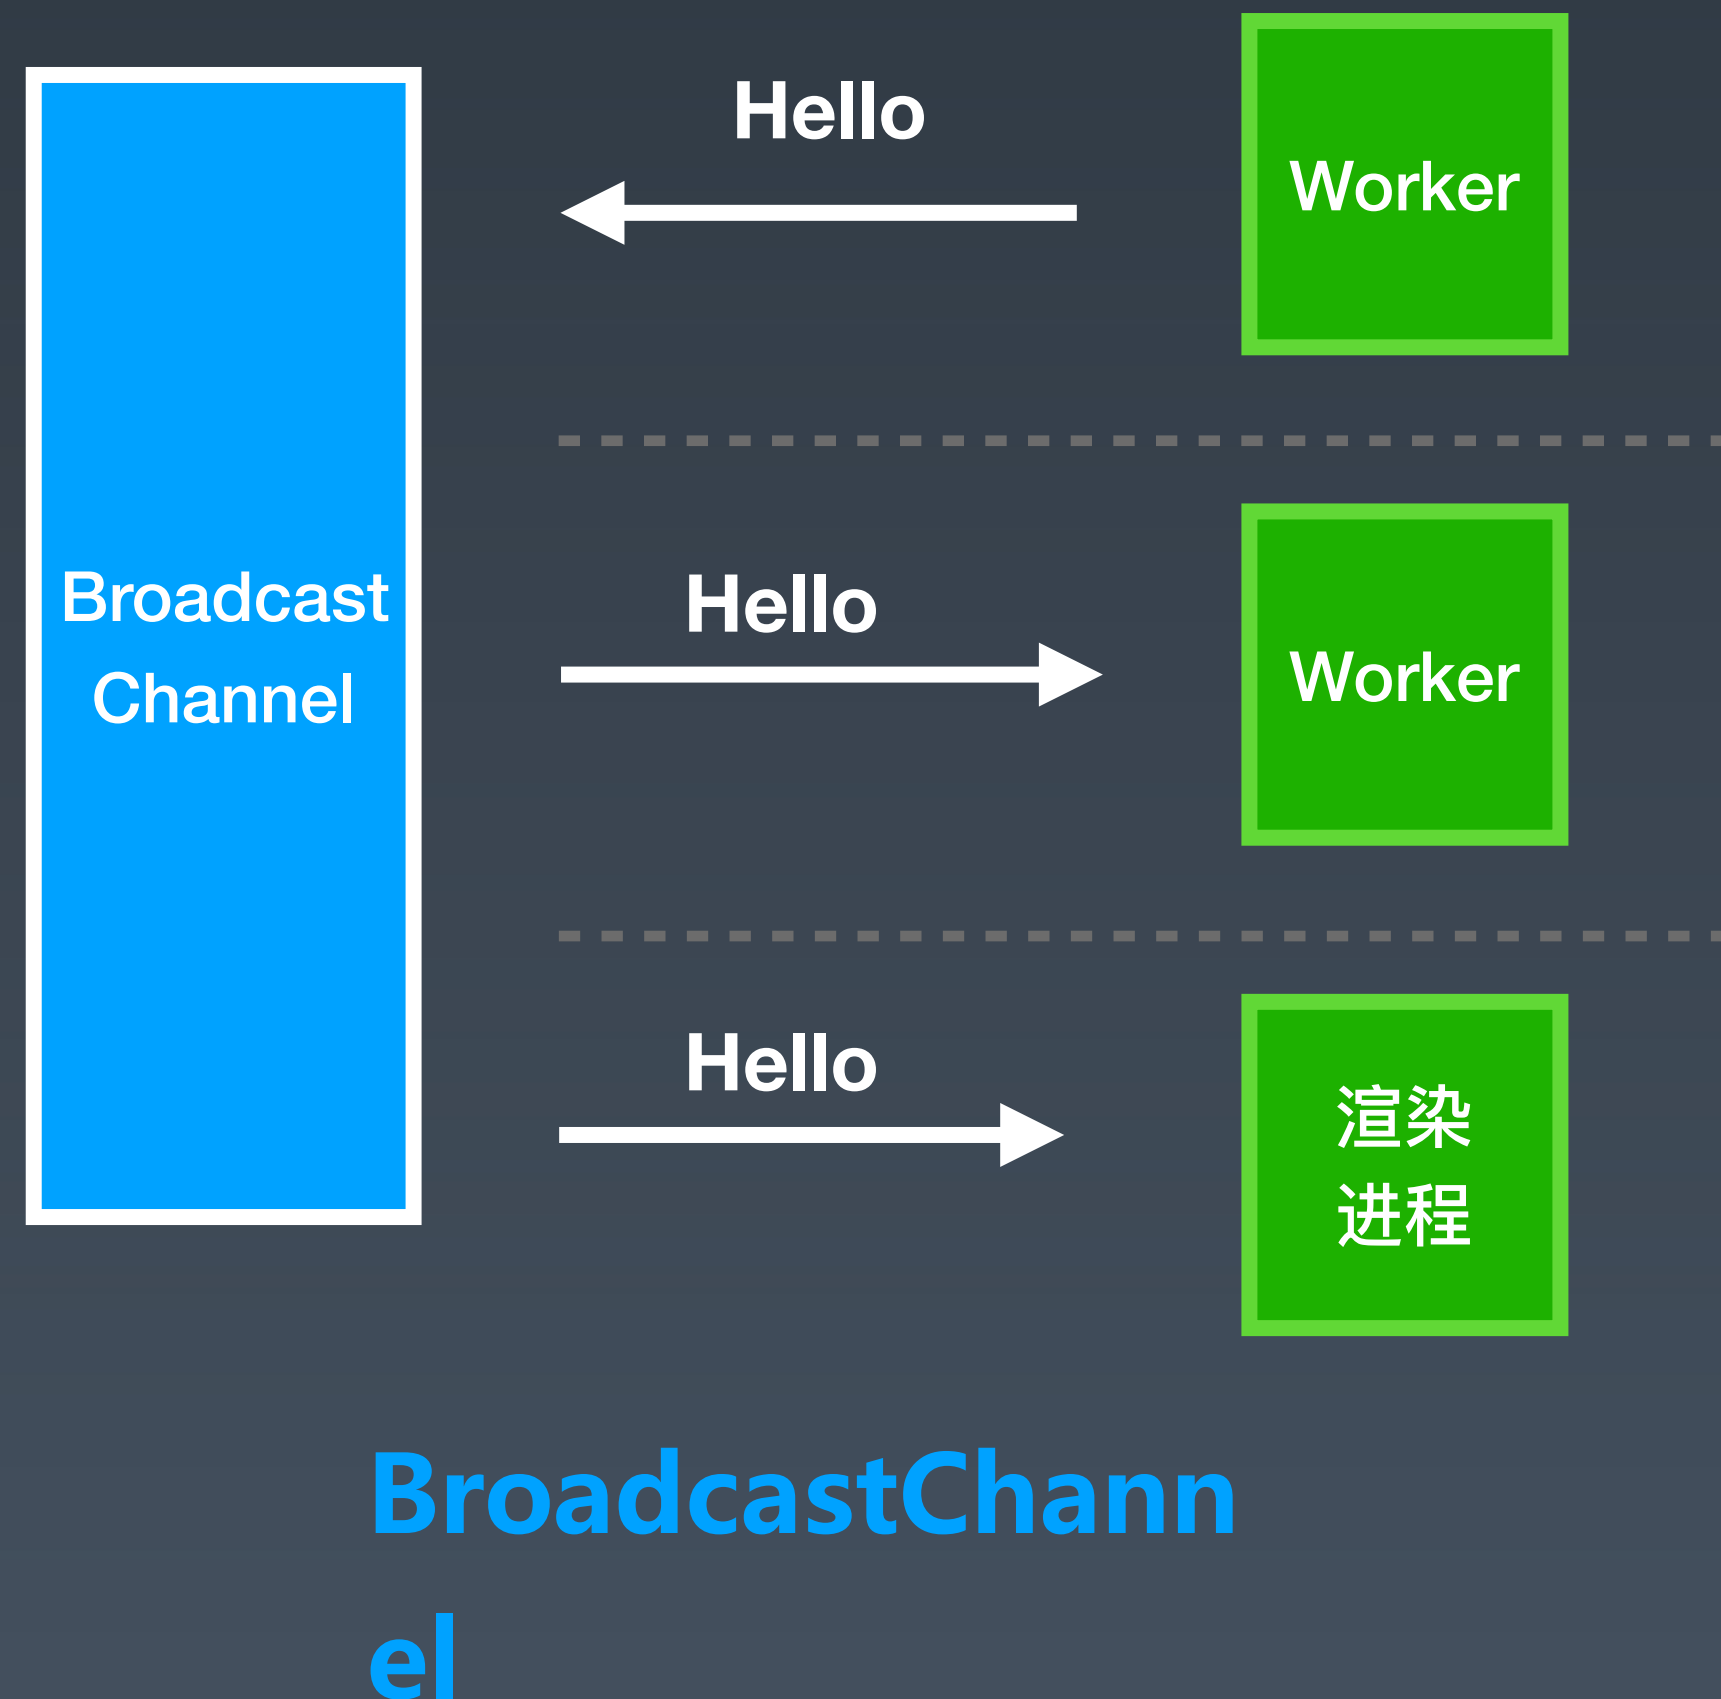 Hello
Worker
Broadcast
Channel
Hello
Worker
Hello
渲染
进程
BroadcastChann
el